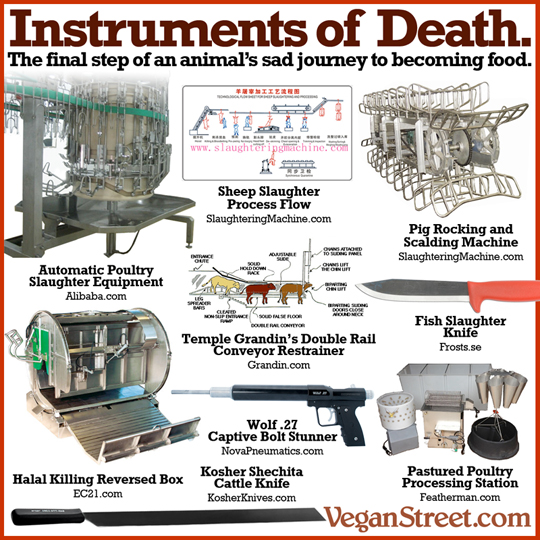 Instruments of Death.
The final step of an animal's sad journey to becoming food.
羊屠宰加工工艺流程图
TECHNOLOGICAL FLOW SHEET FOR SHEEP SLAUGHTERING AND PROCESSING
www.slaughteringmachine.com
同步卫检
Sheep Slaughter
Process Flow
SlaughteringMachine.com
Pig Rocking and
Scalding Machine
SlaughteringMachine.com
Automatic Poultry
Slaughter Equipment
Alibaba.com
ENTRANCE
CHUTE
SOLID
HOLD DOWN
RACK
ADJUSTABLE
SLIDE
CHAINS ATTACHED
TO SLIDING PANEL
CHAINS LIFT
THE CHIN LIFT
BIPARTING
CHIN LIFT
BIPARTING SLIDING
DOORS CLOSE
AROUND NECK
LEG
SPREADER
BARS
CLEATED
NON-SLIP ENTRANCE
RAMP
SOLID FALSE FLOOR
DOUBLE RAIL CONVEYOR
Temple Grandin's Double Rail
Conveyor Restrainer
Grandin.com
Fish Slaughter
Knife
Frosts.se
Halal Killing Reversed Box
EC21.com
WOLF .27
Wolf .27
Captive Bolt Stunner
NovaPneumatics.com
Kosher Shechita
Cattle Knife
KosherKnives.com
Pastured Poultry
Processing Station
Featherman.com
VeganStreet.com